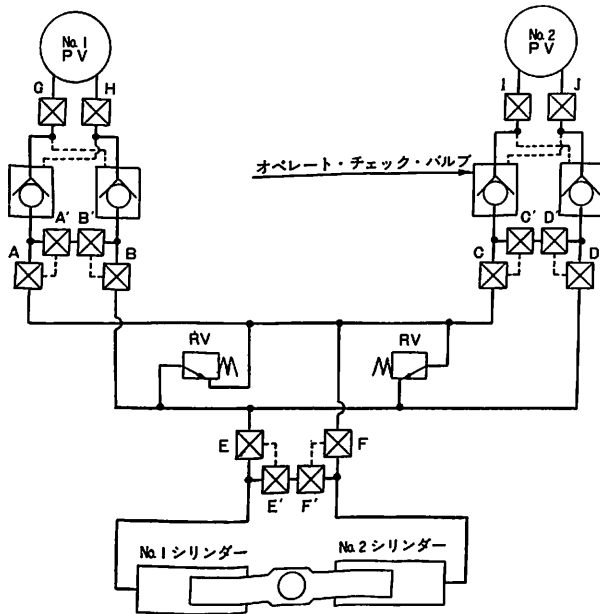 No.1
PV
No.2
PV
G
H
I
J
オペレート・チェック・バルブ
A'
B'
C'
D'
A
B
C
D
RV
RV
E
F
E'
F'
No.1シリンダー
No.2シリンダー